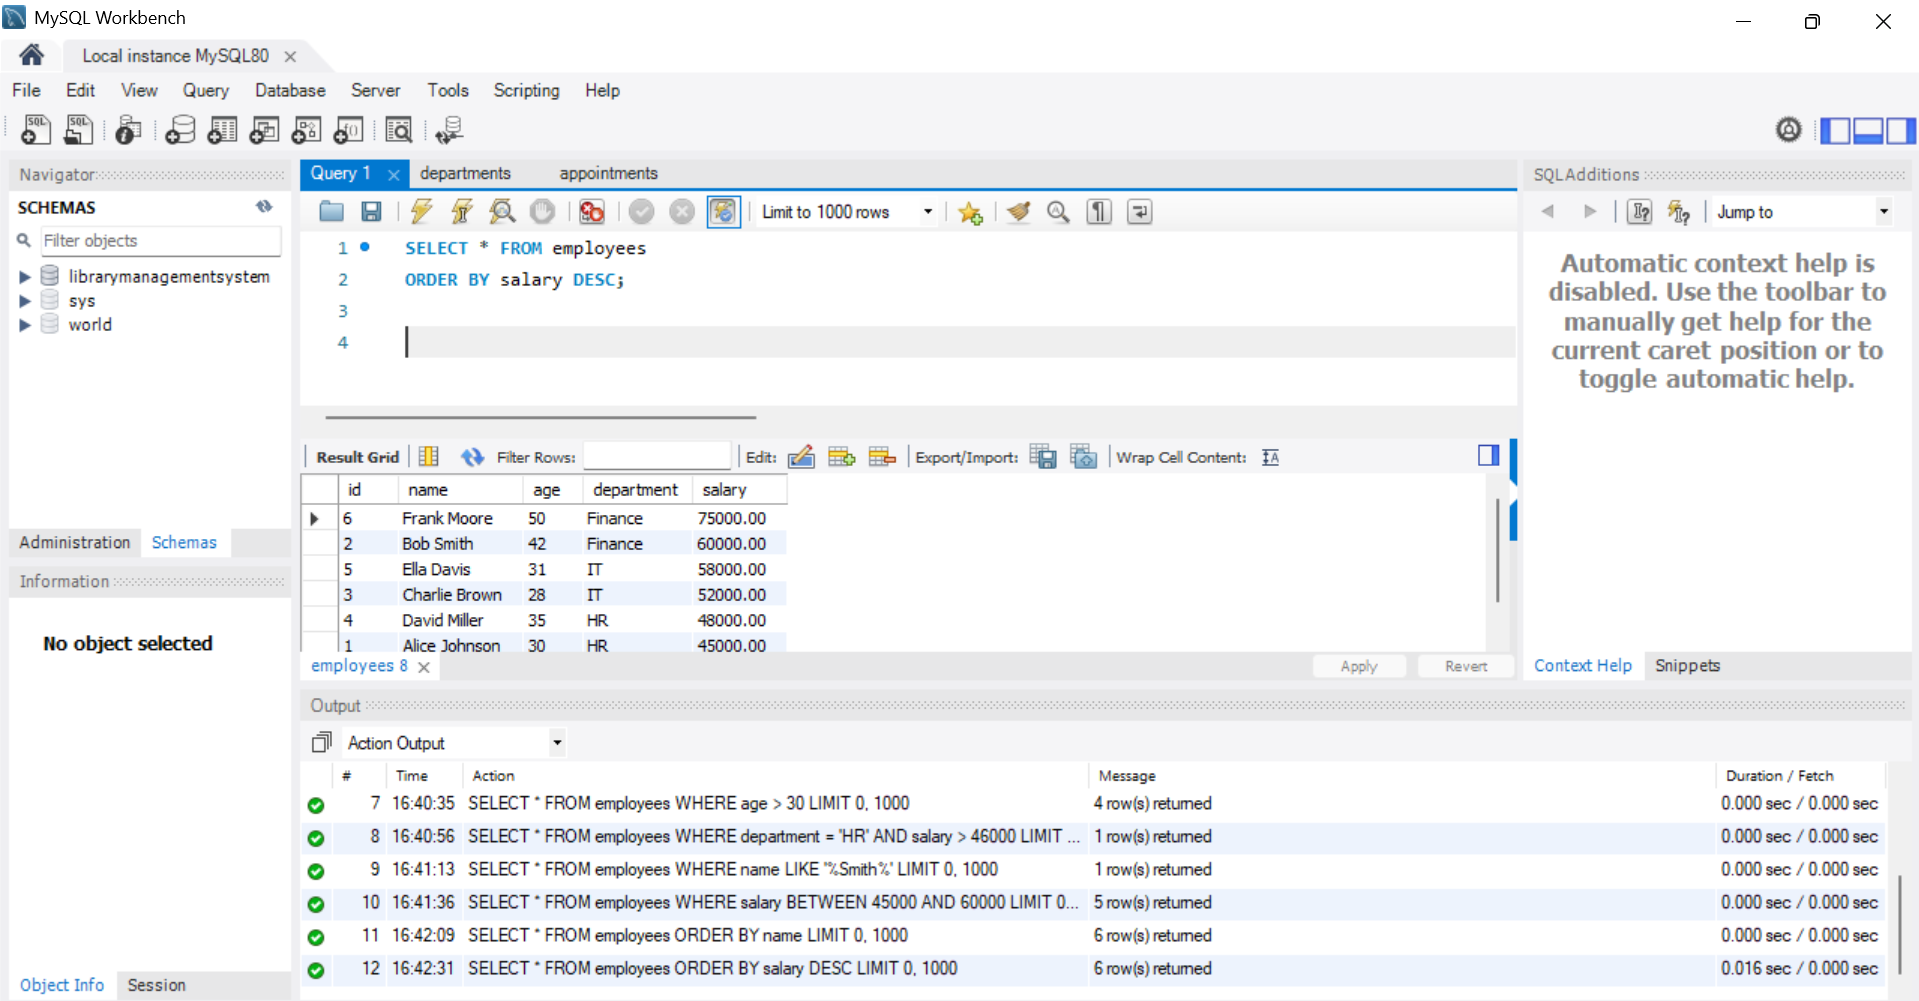 MySQL Workbench
Local instance MySQL80
File Edit View Query Database Server Tools Scripting Help
Navigator
SCHEMAS
Filter objects
librarymanagementsystem
sys
world
Administration Schemas
Information
No object selected
Object Info Session
Query 1 departments appointments
Limit to 1000 rows
1 SELECT * FROM employees
2 ORDER BY salary DESC;
3
4
Result Grid Filter Rows: Edit: Export/Import: Wrap Cell Content:
id name age department salary
6 Frank Moore 50 Finance 75000.00
2 Bob Smith 42 Finance 60000.00
5 Ella Davis 31 IT 58000.00
3 Charlie Brown 28 IT 52000.00
4 David Miller 35 HR 48000.00
1 Alice Johnson 30 HR 45000.00
employees 8 Apply Revert
SQLAdditions
Jump to
Automatic context help is
disabled. Use the toolbar to
manually get help for the
current caret position or to
toggle automatic help.
Context Help Snippets
Output
Action Output
# Time Action Message Duration / Fetch
7 16:40:35 SELECT * FROM employees WHERE age > 30 LIMIT 0, 1000 4 row(s) returned 0.000 sec / 0.000 sec
8 16:40:56 SELECT * FROM employees WHERE department = 'HR' AND salary > 46000 LIMIT ... 1 row(s) returned 0.000 sec / 0.000 sec
9 16:41:13 SELECT * FROM employees WHERE name LIKE '%Smith%' LIMIT 0, 1000 1 row(s) returned 0.000 sec / 0.000 sec
10 16:41:36 SELECT * FROM employees WHERE salary BETWEEN 45000 AND 60000 LIMIT 0... 5 row(s) returned 0.000 sec / 0.000 sec
11 16:42:09 SELECT * FROM employees ORDER BY name LIMIT 0, 1000 6 row(s) returned 0.000 sec / 0.000 sec
12 16:42:31 SELECT * FROM employees ORDER BY salary DESC LIMIT 0, 1000 6 row(s) returned 0.016 sec / 0.000 sec